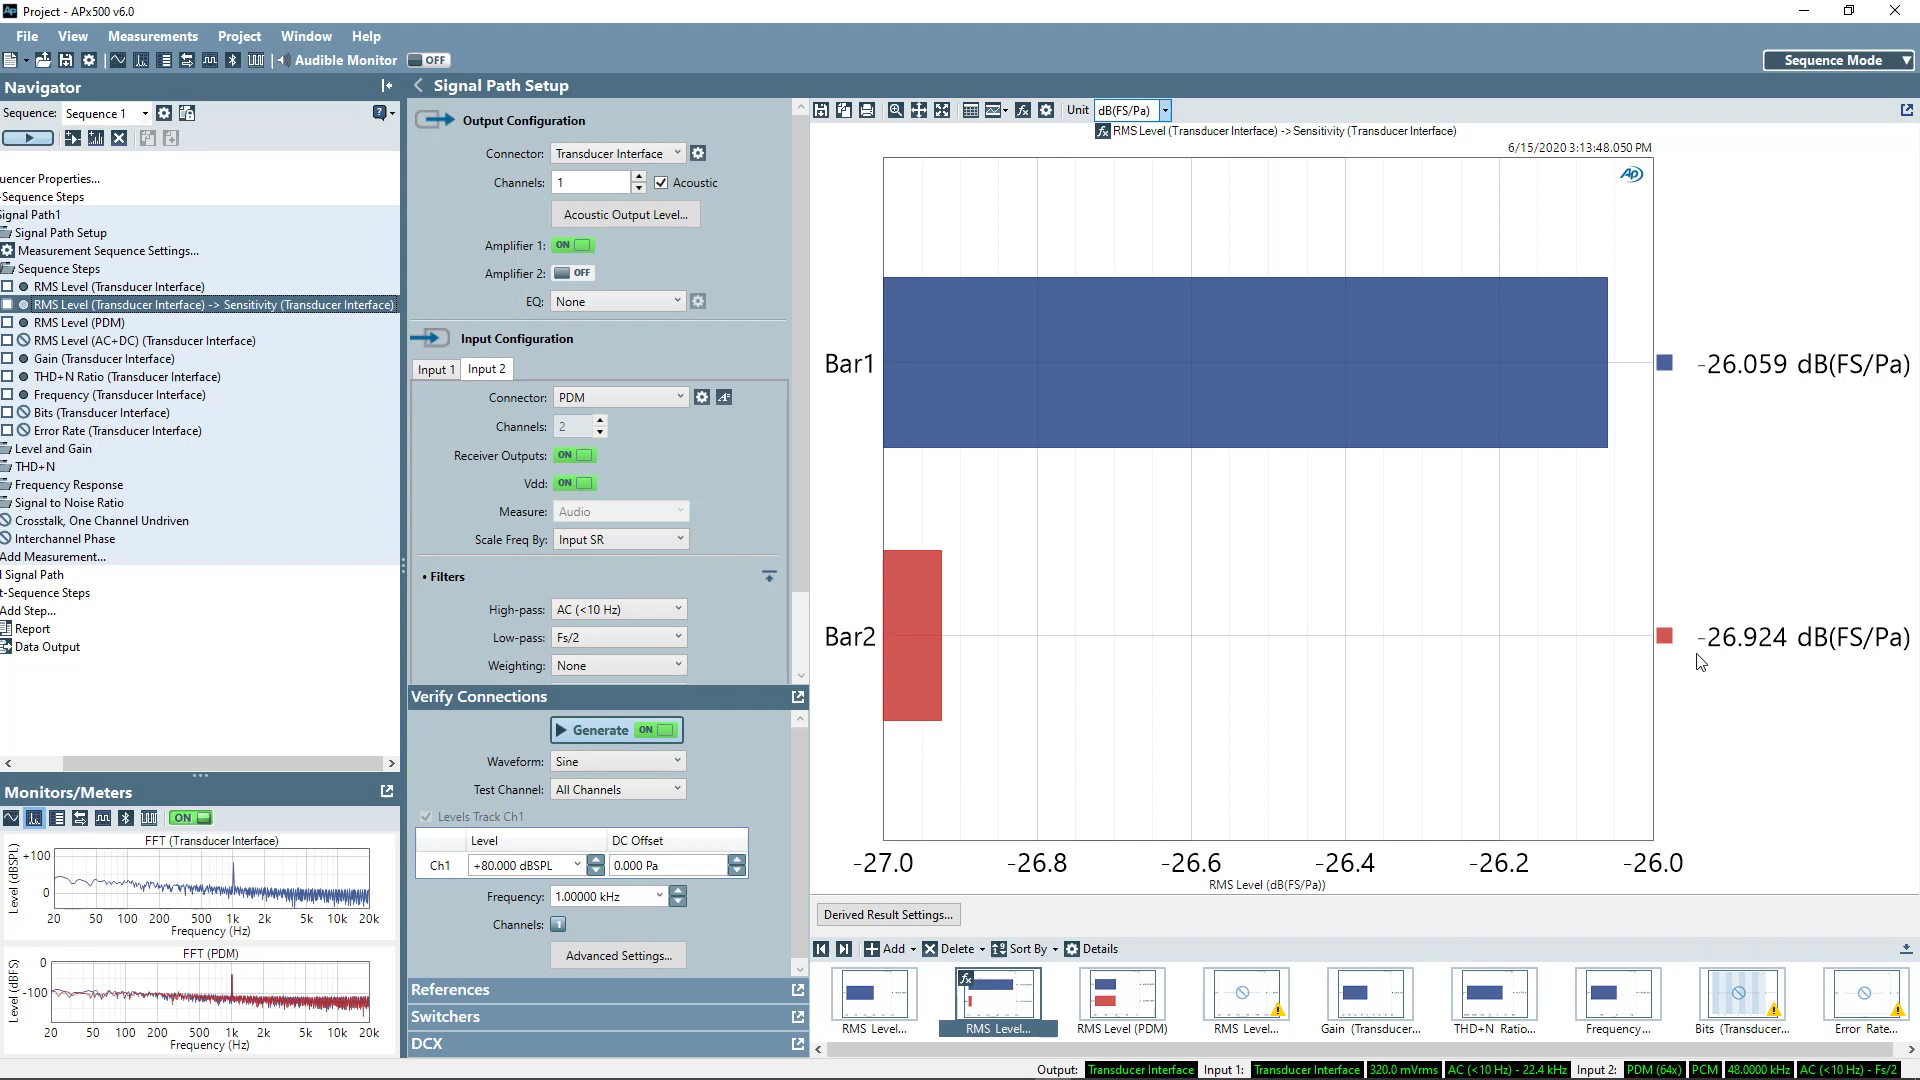 Project - APx500 v6.0
File View Measurements Project Window Help
Audible Monitor OFF
Sequence Mode
Navigator
Sequence: Sequence 1
uencer Properties...
-Sequence Steps
Signal Path1
Signal Path Setup
Measurement Sequence Settings...
Sequence Steps
RMS Level (Transducer Interface)
RMS Level (Transducer Interface) -> Sensitivity (Transducer Interface)
RMS Level (PDM)
RMS Level (AC+DC) (Transducer Interface)
Gain (Transducer Interface)
THD+N Ratio (Transducer Interface)
Frequency (Transducer Interface)
Bits (Transducer Interface)
Error Rate (Transducer Interface)
Level and Gain
THD+N
Frequency Response
Signal to Noise Ratio
Crosstalk, One Channel Undriven
Interchannel Phase
Add Measurement...
l Signal Path
t-Sequence Steps
Add Step...
Report
Data Output
Monitors/Meters
ON
FFT (Transducer Interface)
Level (dBSPL)
+100
0
20 50 100 200 500 1k 2k 5k 10k 20k
Frequency (Hz)
FFT (PDM)
Level (dBFS)
0
-100
20 50 100 200 500 1k 2k 5k 10k 20k
Frequency (Hz)
Signal Path Setup
Output Configuration
Connector: Transducer Interface
Channels: 1 Acoustic
Acoustic Output Level...
Amplifier 1: ON
Amplifier 2: OFF
EQ: None
Input Configuration
Input 1 Input 2
Connector: PDM
Channels: 2
Receiver Outputs: ON
Vdd: ON
Measure: Audio
Scale Freq By: Input SR
• Filters
High-pass: AC (<10 Hz)
Low-pass: Fs/2
Weighting: None
Verify Connections
Generate ON
Waveform: Sine
Test Channel: All Channels
Levels Track Ch1
Level DC Offset
Ch1 +80.000 dBSPL 0.000 Pa
Frequency: 1.00000 kHz
Channels: 1
Advanced Settings...
References
Switchers
DCX
Unit dB(FS/Pa)
fx RMS Level (Transducer Interface) -> Sensitivity (Transducer Interface)
6/15/2020 3:13:48.050 PM
AP
Bar1 -26.059 dB(FS/Pa)
Bar2 -26.924 dB(FS/Pa)
-27.0 -26.8 -26.6 -26.4 -26.2 -26.0
RMS Level (dB(FS/Pa))
Derived Result Settings...
Add Delete Sort By Details
RMS Level... RMS Level... RMS Level (PDM) RMS Level... Gain (Transducer... THD+N Ratio... Frequency... Bits (Transducer... Error Rate...
Output: Transducer Interface Input 1: Transducer Interface 320.0 mVrms AC (<10 Hz) - 22.4 kHz Input 2: PDM (64x) PCM 48.0000 kHz AC (<10 Hz) - Fs/2